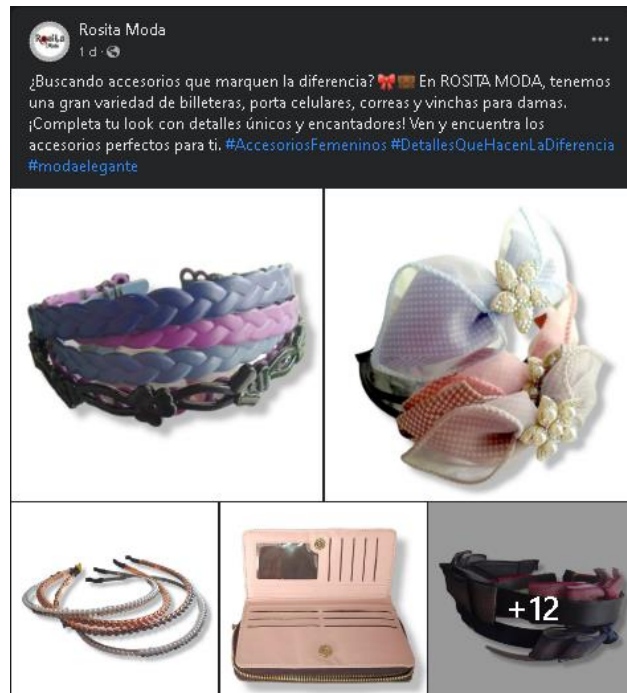 Rosita Moda
1 d
¿Buscando accesorios que marquen la diferencia? En ROSITA MODA, tenemos
una gran variedad de billeteras, porta celulares, correas y vinchas para damas.
¡Completa tu look con detalles únicos y encantadores! Ven y encuentra los
accesorios perfectos para ti. #AccesoriosFemeninos #DetallesQueHacenLaDiferencia
#modaelegante
+12